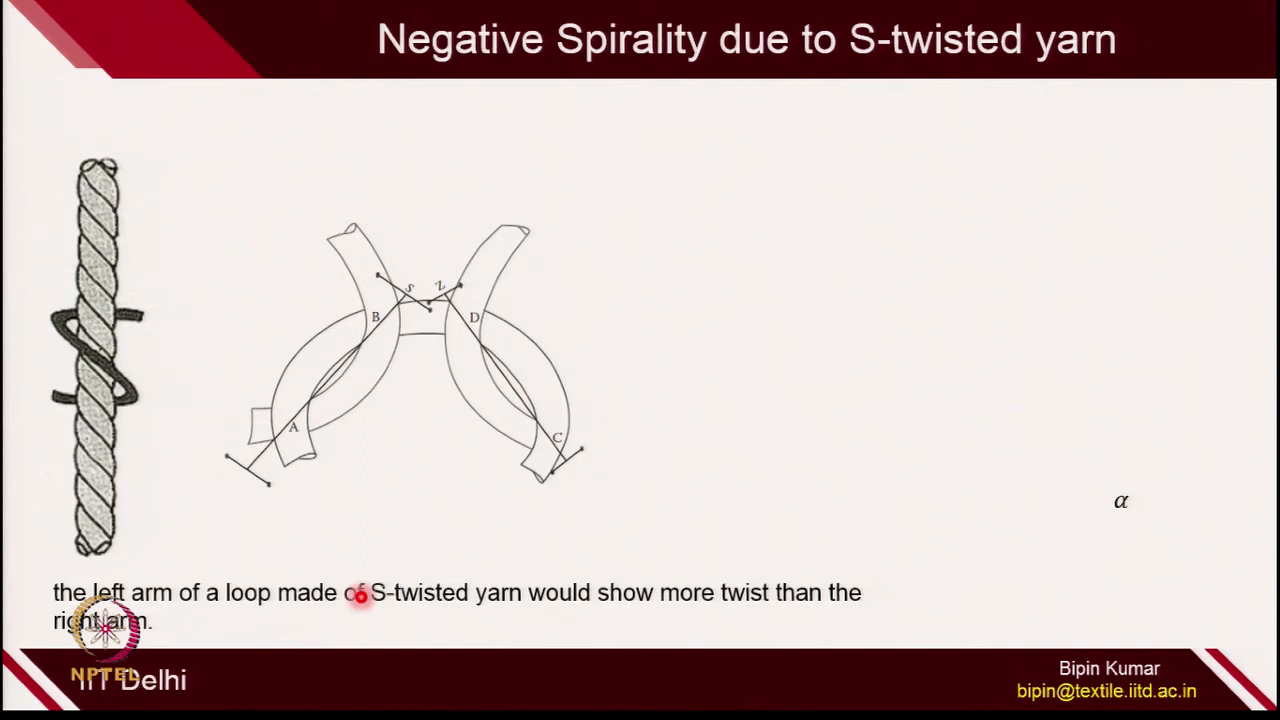 Negative Spirality due to S-twisted yarn
S
Z
B
D
A
C
α
the left arm of a loop made of S-twisted yarn would show more twist than the
right arm.
NPTEL
IIT Delhi
Bipin Kumar
bipin@textile.iitd.ac.in